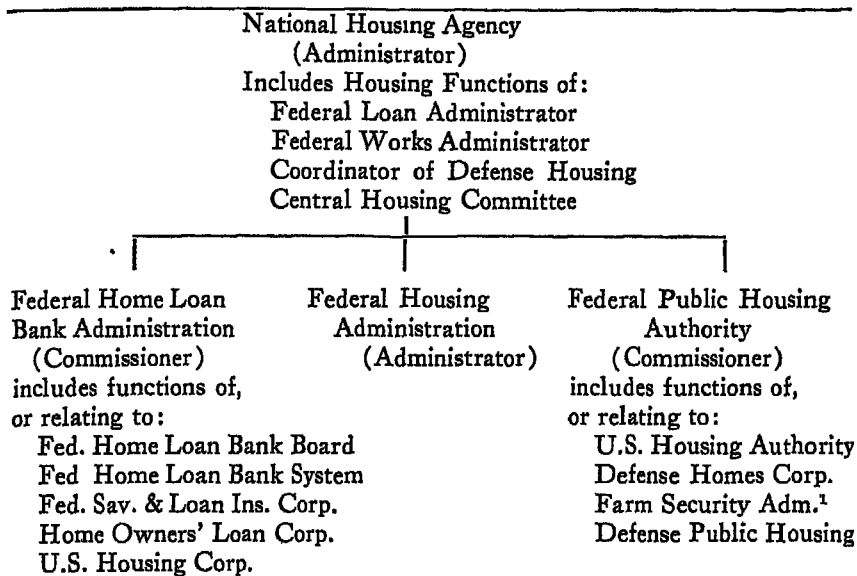 National Housing Agency
(Administrator)
Includes Housing Functions of:
Federal Loan Administrator
Federal Works Administrator
Coordinator of Defense Housing
Central Housing Committee
Federal Home Loan
Bank Administration
(Commissioner)
includes functions of,
or relating to:
Fed. Home Loan Bank Board
Fed Home Loan Bank System
Fed. Sav. & Loan Ins. Corp.
Home Owners' Loan Corp.
U.S. Housing Corp.
Federal Housing
Administration
(Administrator)
Federal Public Housing
Authority
(Commissioner)
includes functions of,
or relating to:
U.S. Housing Authority
Defense Homes Corp.
Farm Security Adm.¹
Defense Public Housing